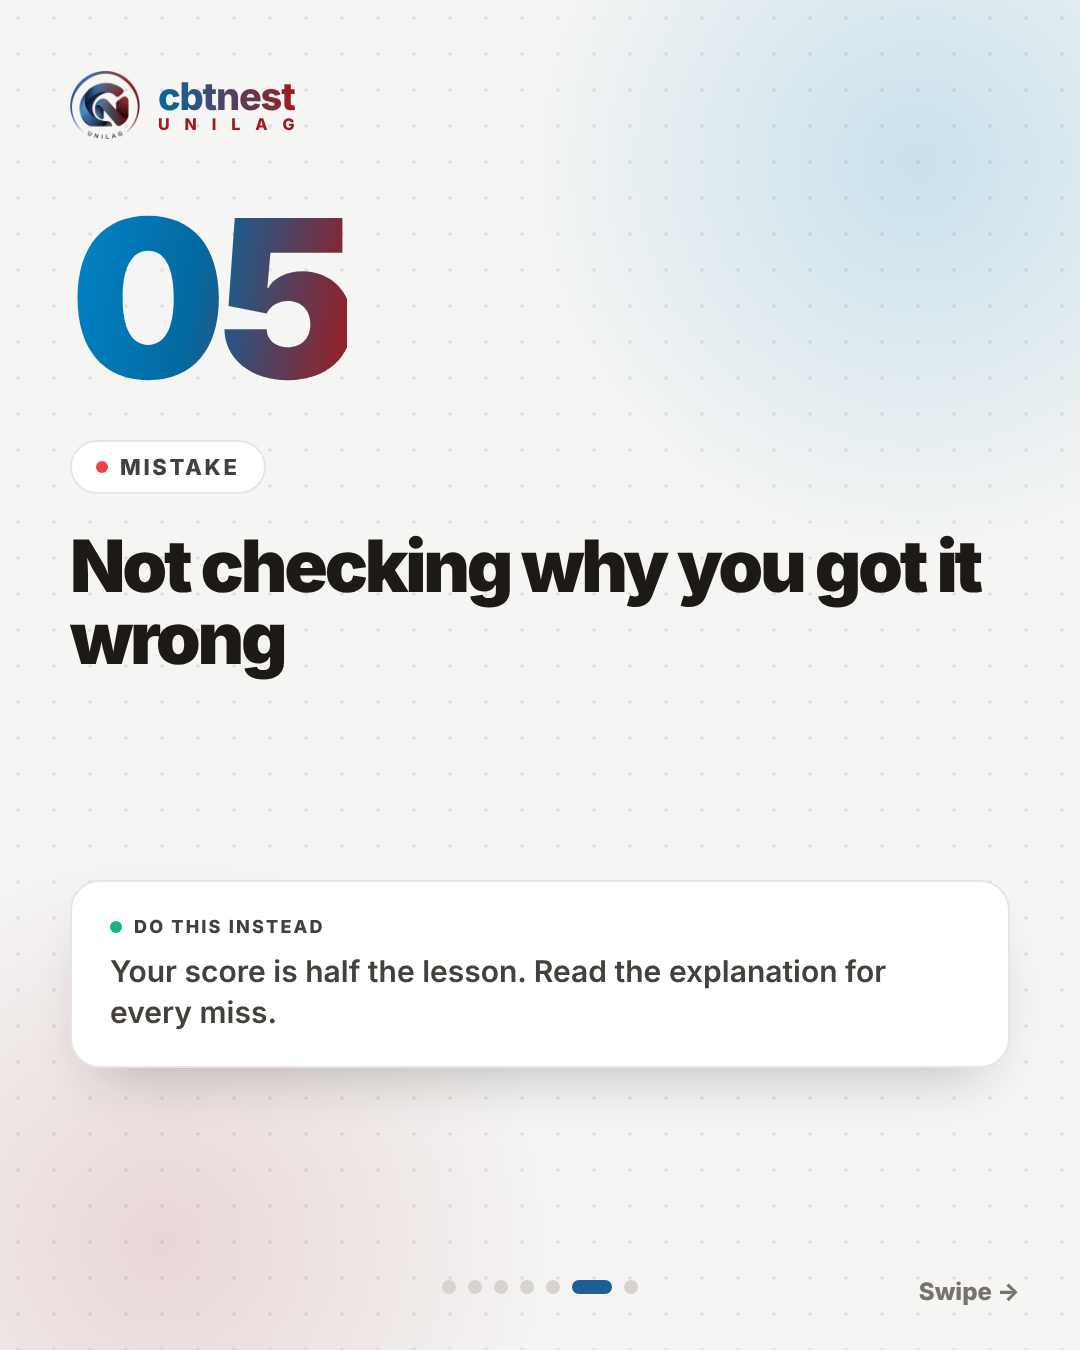 UNILAG
cbtnest
UNILAG
05
MISTAKE
Not checking why you got it
wrong
DO THIS INSTEAD
Your score is half the lesson. Read the explanation for
every miss.
Swipe →